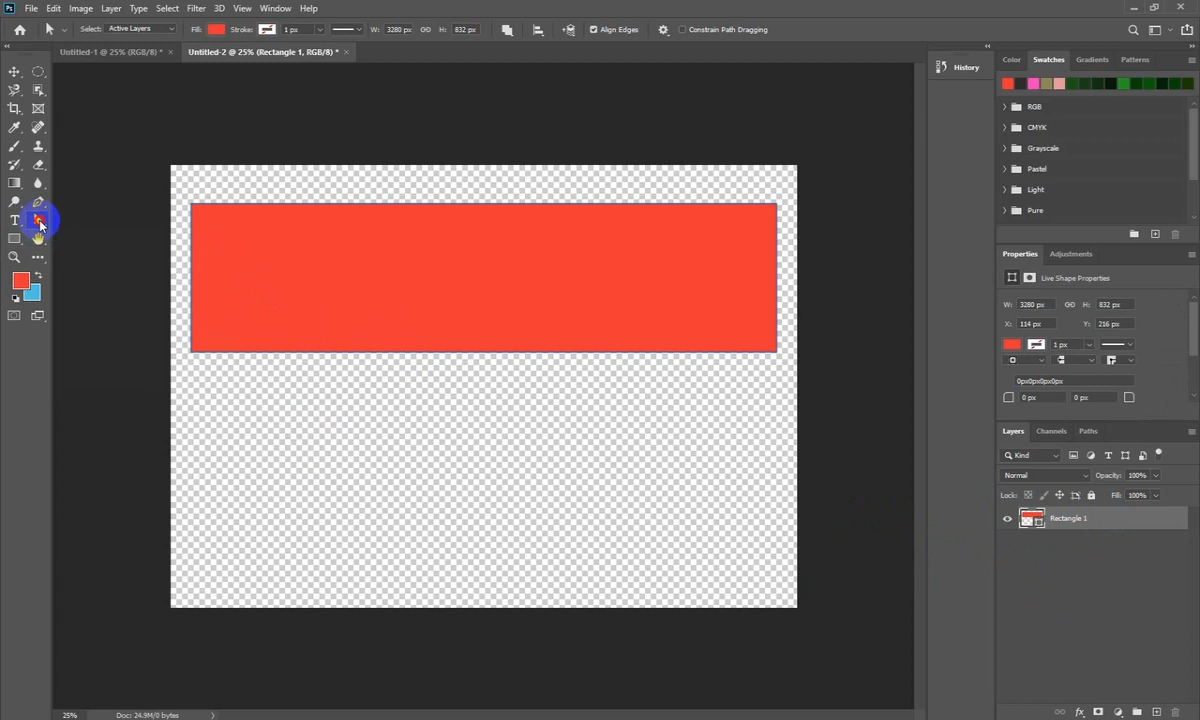 Ps File Edit Image Layer Type Select Filter 3D View Window Help
Select: Active Layers Fill: Stroke: 1 px W: 3280 px H: 832 px Align Edges Constrain Path Dragging
Untitled-1 @ 25% (RGB/8) * × Untitled-2 @ 25% (Rectangle 1, RGB/8) * ×
History
Color Swatches Gradients Patterns
RGB
CMYK
Grayscale
Pastel
Light
Pure
Properties Adjustments
Live Shape Properties
W: 3280 px H: 832 px
X: 114 px Y: 216 px
1 px
0px0px0px0px
0 px 0 px
Layers Channels Paths
Kind T
Normal Opacity: 100%
Lock: Fill: 100%
Rectangle 1
T
fx
25% Doc: 24.9M/0 bytes